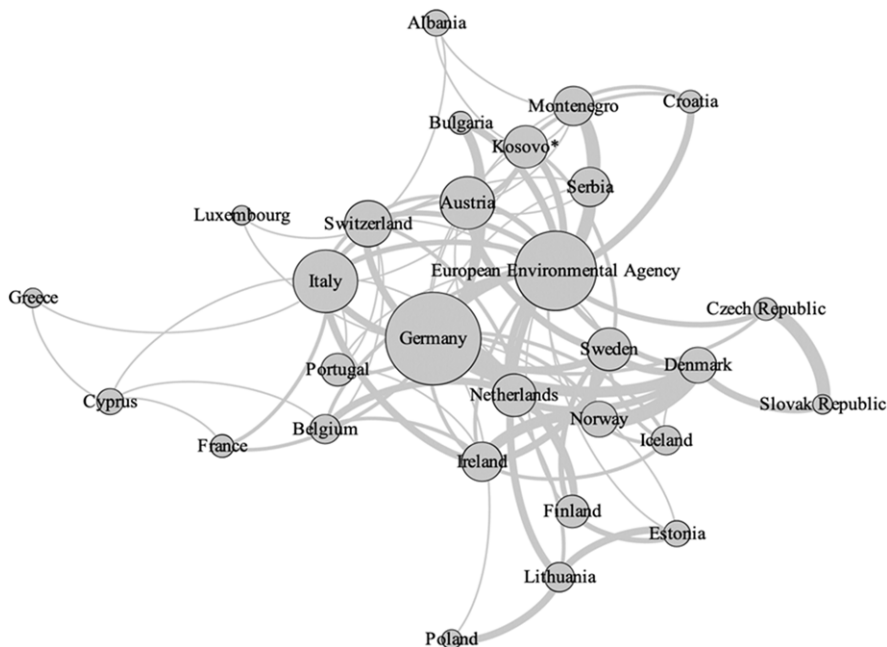 Albania
Montenegro
Croatia
Bulgaria
Kosovo*
Serbia
Austria
Luxembourg
Switzerland
European Environmental Agency
Italy
Greece
Czech Republic
Germany
Sweden
Denmark
Portugal
Netherlands
Cyprus
Slovak Republic
Norway
Belgium
Iceland
France
Ireland
Finland
Estonia
Lithuania
Poland